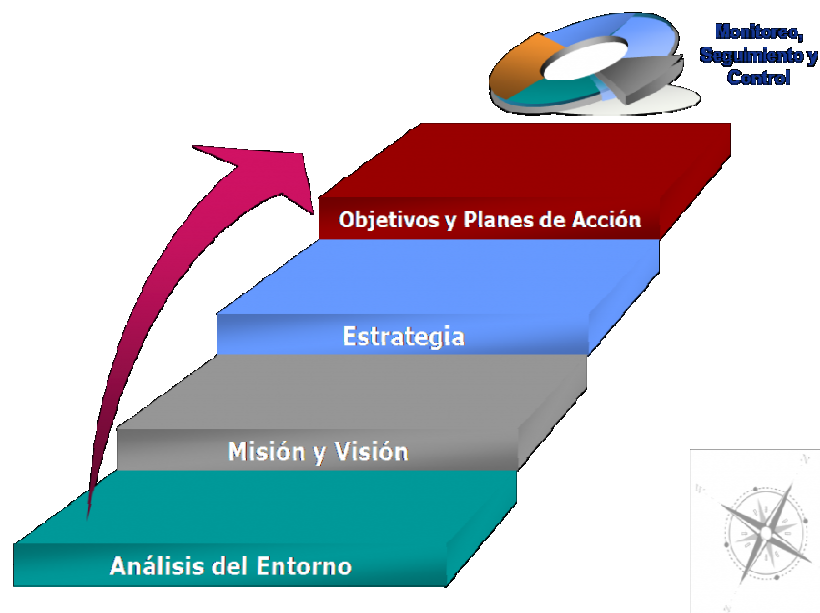 Monitoreo,
Seguimiento y
Control
Objetivos y Planes de Acción
Estrategia
Misión y Visión
Análisis del Entorno